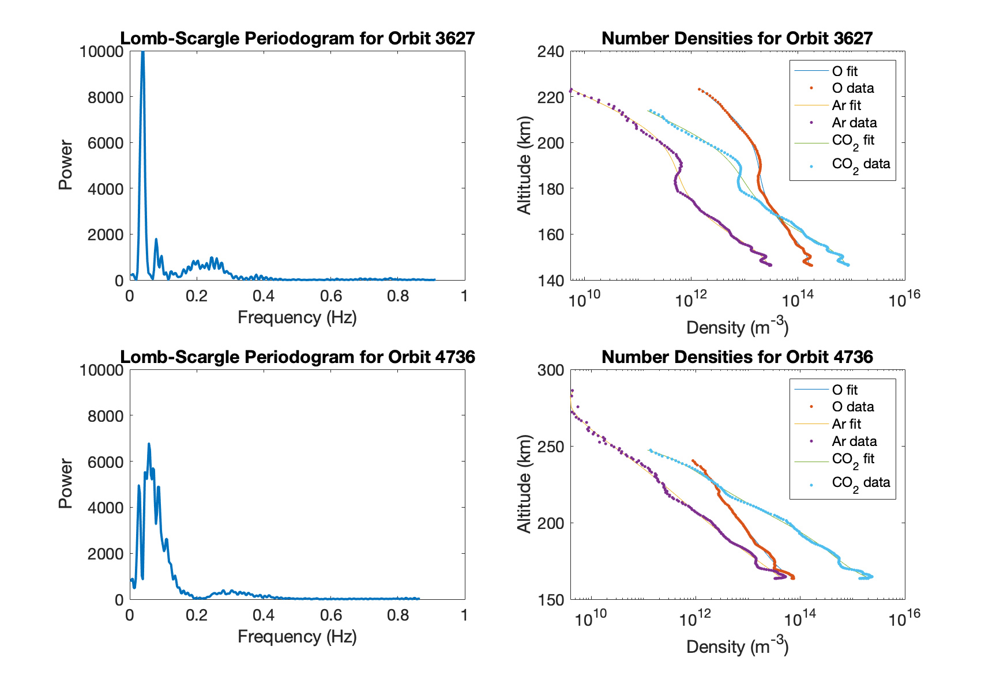 Lomb-Scargle Periodogram for Orbit 3627
10000
8000
6000
4000
2000
0
Power
0 0.2 0.4 0.6 0.8 1
Frequency (Hz)
Number Densities for Orbit 3627
240
220
200
180
160
140
Altitude (km)
O fit
O data
Ar fit
Ar data
CO2 fit
CO2 data
10^10 10^12 10^14 10^16
Density (m^-3)
Lomb-Scargle Periodogram for Orbit 4736
10000
8000
6000
4000
2000
0
Power
0 0.2 0.4 0.6 0.8 1
Frequency (Hz)
Number Densities for Orbit 4736
300
250
200
150
Altitude (km)
O fit
O data
Ar fit
Ar data
CO2 fit
CO2 data
10^10 10^12 10^14 10^16
Density (m^-3)